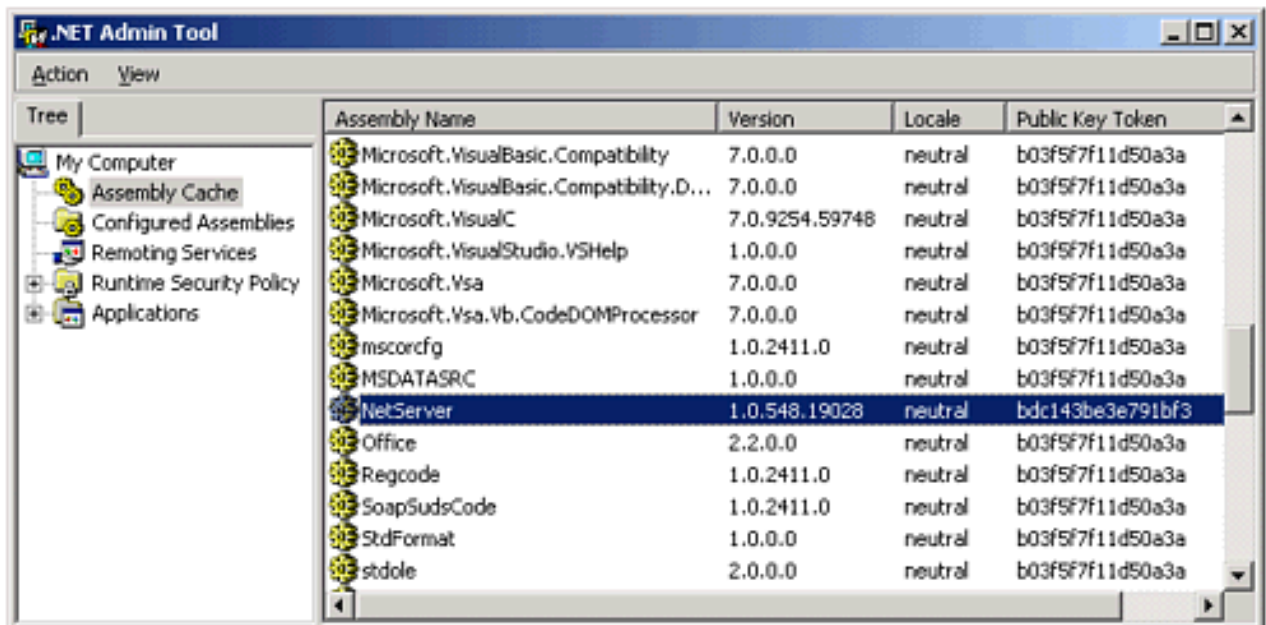 .NET Admin Tool
Action View
Tree
My Computer
Assembly Cache
Configured Assemblies
Remoting Services
Runtime Security Policy
Applications
Assembly Name Version Locale Public Key Token
Microsoft.VisualBasic.Compatibility 7.0.0.0 neutral b03f5f7f11d50a3a
Microsoft.VisualBasic.Compatibility.D... 7.0.0.0 neutral b03f5f7f11d50a3a
Microsoft.VisualC 7.0.9254.59748 neutral b03f5f7f11d50a3a
Microsoft.VisualStudio.VSHelp 1.0.0.0 neutral b03f5f7f11d50a3a
Microsoft.Vsa 7.0.0.0 neutral b03f5f7f11d50a3a
Microsoft.Vsa.Vb.CodeDOMProcessor 7.0.0.0 neutral b03f5f7f11d50a3a
mscorcfg 1.0.2411.0 neutral b03f5f7f11d50a3a
MSDATASRC 1.0.0.0 neutral b03f5f7f11d50a3a
NetServer 1.0.548.19028 neutral bdc143be3e791bf3
Office 2.2.0.0 neutral b03f5f7f11d50a3a
Regcode 1.0.2411.0 neutral b03f5f7f11d50a3a
SoapSudsCode 1.0.2411.0 neutral b03f5f7f11d50a3a
StdFormat 1.0.0.0 neutral b03f5f7f11d50a3a
stdole 2.0.0.0 neutral b03f5f7f11d50a3a